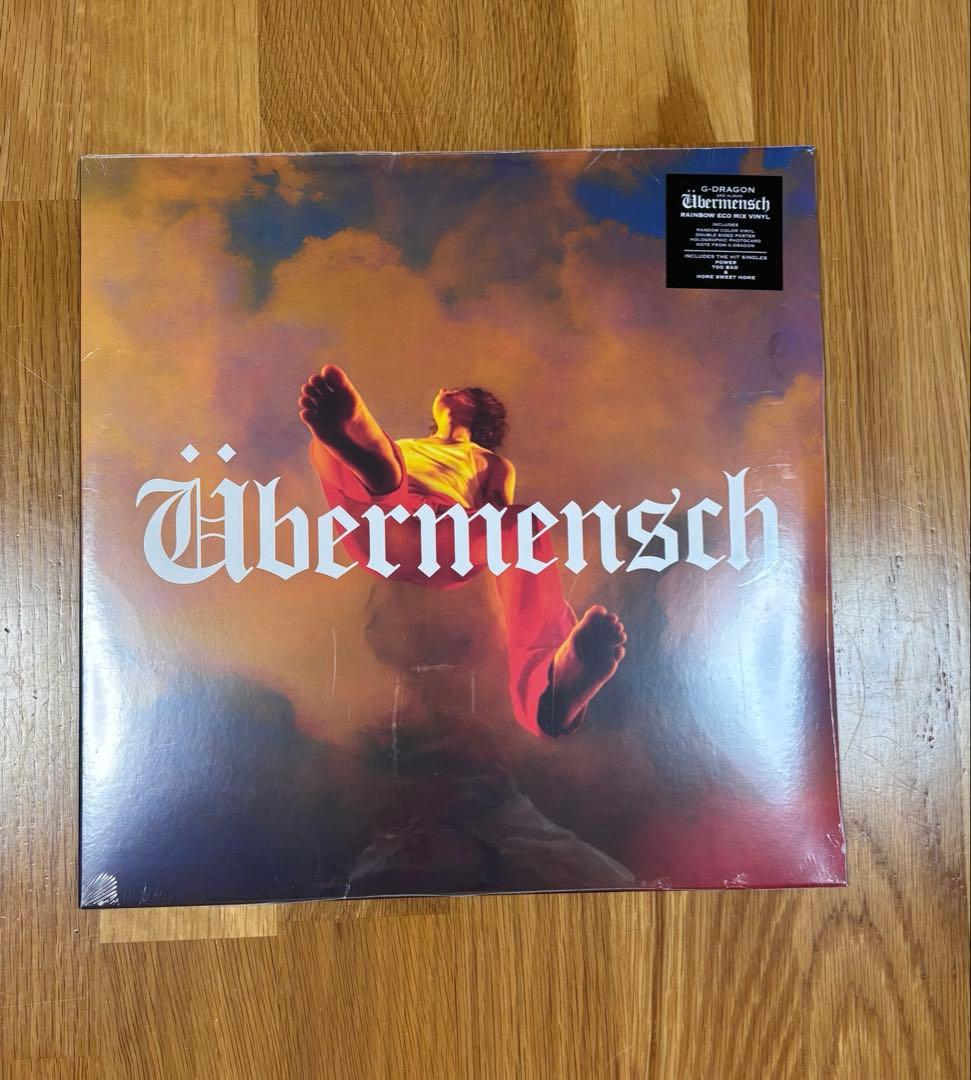 G-DRAGON
3RD ALBUM
Übermensch
RAINBOW ECO MIX VINYL
INCLUDES
RANDOM COLOR VINYL
DOUBLE SIDED POSTER
HOLOGRAPHIC PHOTOCARD
NOTE FROM G-DRAGON
INCLUDES THE HIT SINGLES
POWER
TOO BAD
&
HOME SWEET HOME
Übermensch